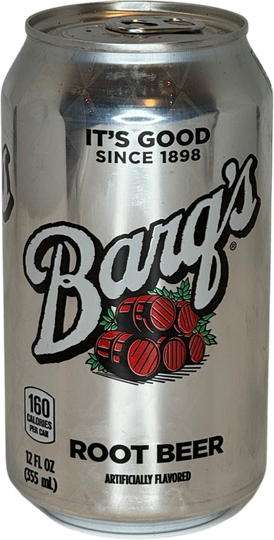 IT'S GOOD
SINCE 1898
Barq's
®
160
CALORIES
PER CAN
12 FL OZ
(355 mL)
ROOT BEER
ARTIFICIALLY FLAVORED